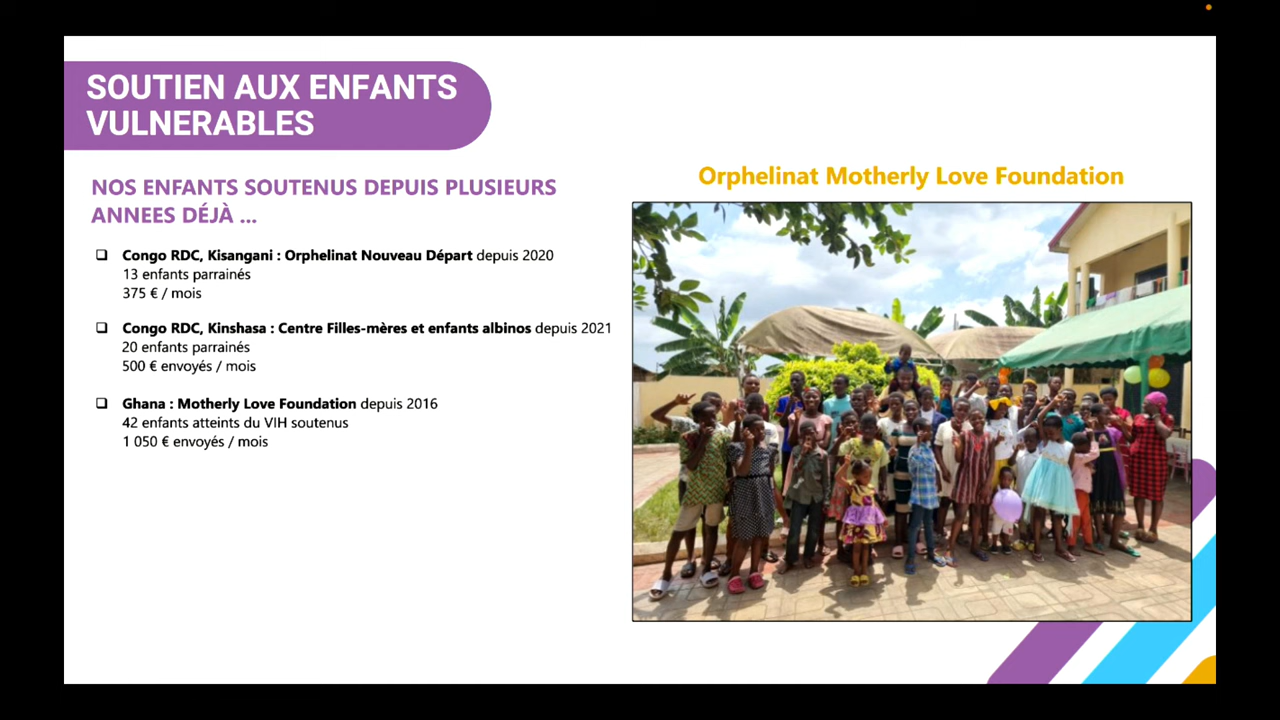 SOUTIEN AUX ENFANTS
VULNERABLES
NOS ENFANTS SOUTENUS DEPUIS PLUSIEURS
ANNEES DÉJÀ ...
Congo RDC, Kisangani : Orphelinat Nouveau Départ depuis 2020
13 enfants parrainés
375 € / mois
Congo RDC, Kinshasa : Centre Filles-mères et enfants albinos depuis 2021
20 enfants parrainés
500 € envoyés / mois
Ghana : Motherly Love Foundation depuis 2016
42 enfants atteints du VIH soutenus
1 050 € envoyés / mois
Orphelinat Motherly Love Foundation